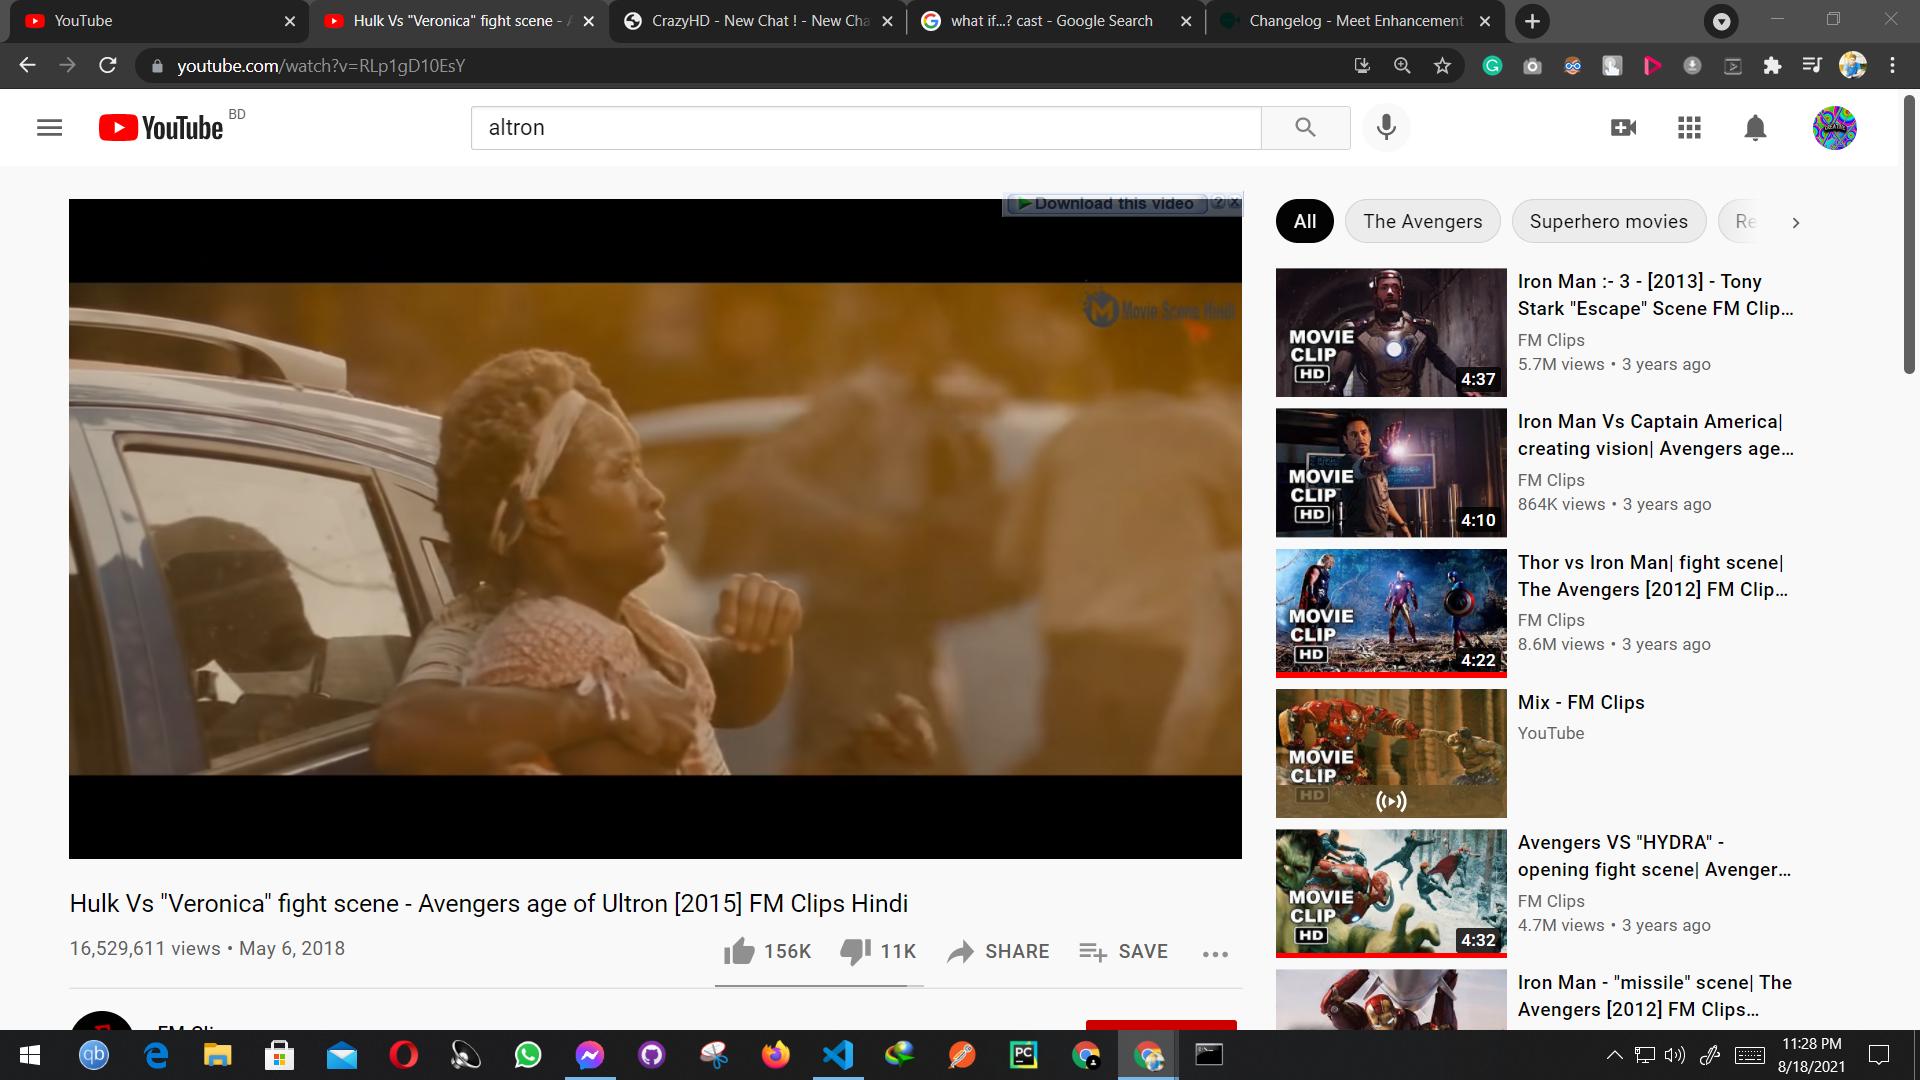 YouTube
Hulk Vs "Veronica" fight scene - A
CrazyHD - New Chat ! - New Cha
what if...? cast - Google Search
Changelog - Meet Enhancement
youtube.com/watch?v=RLp1gD10EsY
YouTube BD
altron
Download this video ? x
Movie Scene Hindi
All
The Avengers
Superhero movies
Re
MOVIE CLIP HD
4:37
Iron Man :- 3 - [2013] - Tony
Stark "Escape" Scene FM Clip...
FM Clips
5.7M views • 3 years ago
MOVIE CLIP HD
4:10
Iron Man Vs Captain America|
creating vision| Avengers age...
FM Clips
864K views • 3 years ago
MOVIE CLIP HD
4:22
Thor vs Iron Man| fight scene|
The Avengers [2012] FM Clip...
FM Clips
8.6M views • 3 years ago
MOVIE CLIP HD
Mix - FM Clips
YouTube
MOVIE CLIP HD
4:32
Avengers VS "HYDRA" -
opening fight scene| Avenger...
FM Clips
4.7M views • 3 years ago
Iron Man - "missile" scene| The
Avengers [2012] FM Clips...
Hulk Vs "Veronica" fight scene - Avengers age of Ultron [2015] FM Clips Hindi
16,529,611 views • May 6, 2018
156K
11K
SHARE
SAVE
FM Cli
qb
PC
11:28 PM
8/18/2021